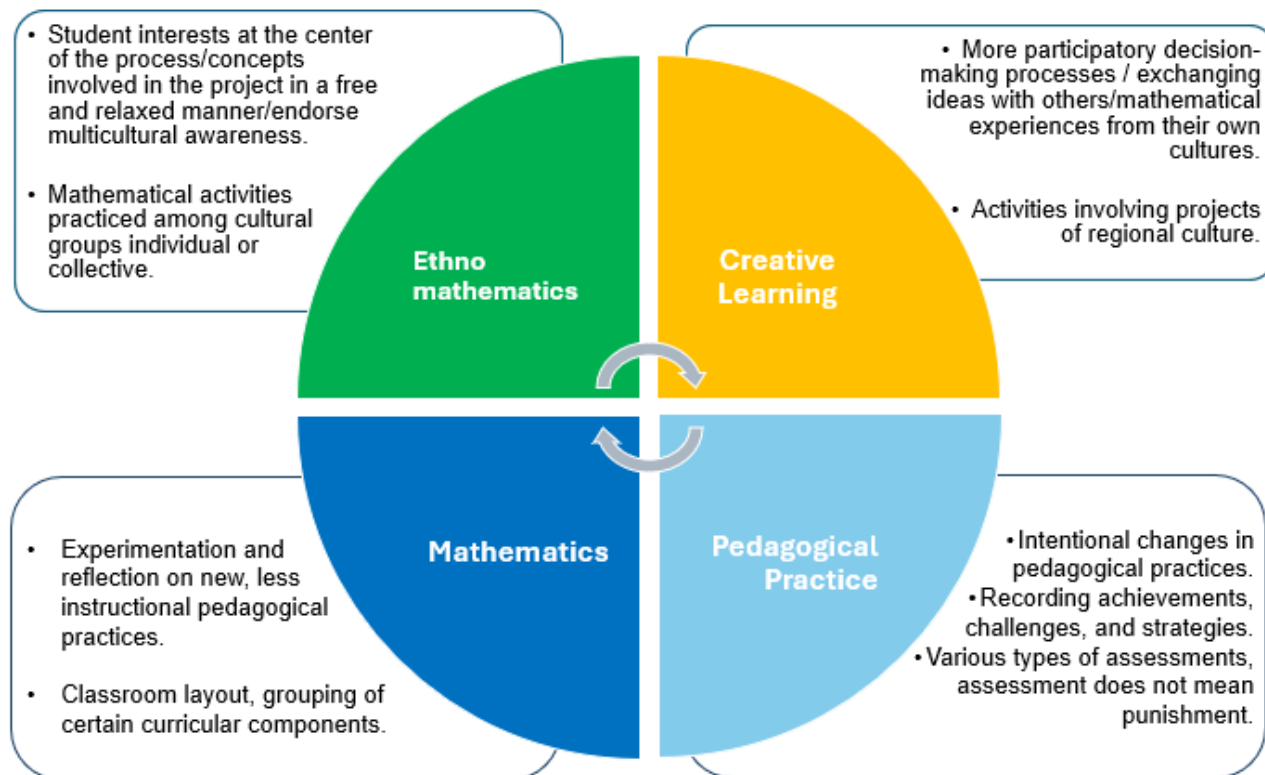 • Student interests at the center
of the process/concepts
involved in the project in a free
and relaxed manner/endorse
multicultural awareness.
• Mathematical activities
practiced among cultural
groups individual or
collective.
• More participatory decision-
making processes / exchanging
ideas with others/mathematical
experiences from their own
cultures.
• Activities involving projects
of regional culture.
Ethno
mathematics
Creative
Learning
Mathematics
Pedagogical
Practice
• Experimentation and
reflection on new, less
instructional pedagogical
practices.
• Classroom layout, grouping of
certain curricular components.
• Intentional changes in
pedagogical practices.
• Recording achievements,
challenges, and strategies.
• Various types of assessments,
assessment does not mean
punishment.